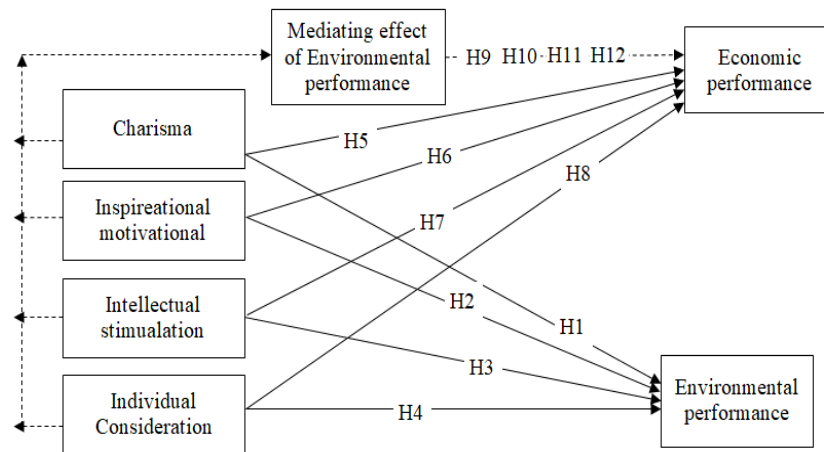 Mediating effect
of Environmental
performance
H9 H10 H11 H12
Economic
performance
Charisma
H5
H6
H8
Inspireational
motivational
H7
H2
Intellectual
stimualation
H1
H3
Individual
Consideration
H4
Environmental
performance